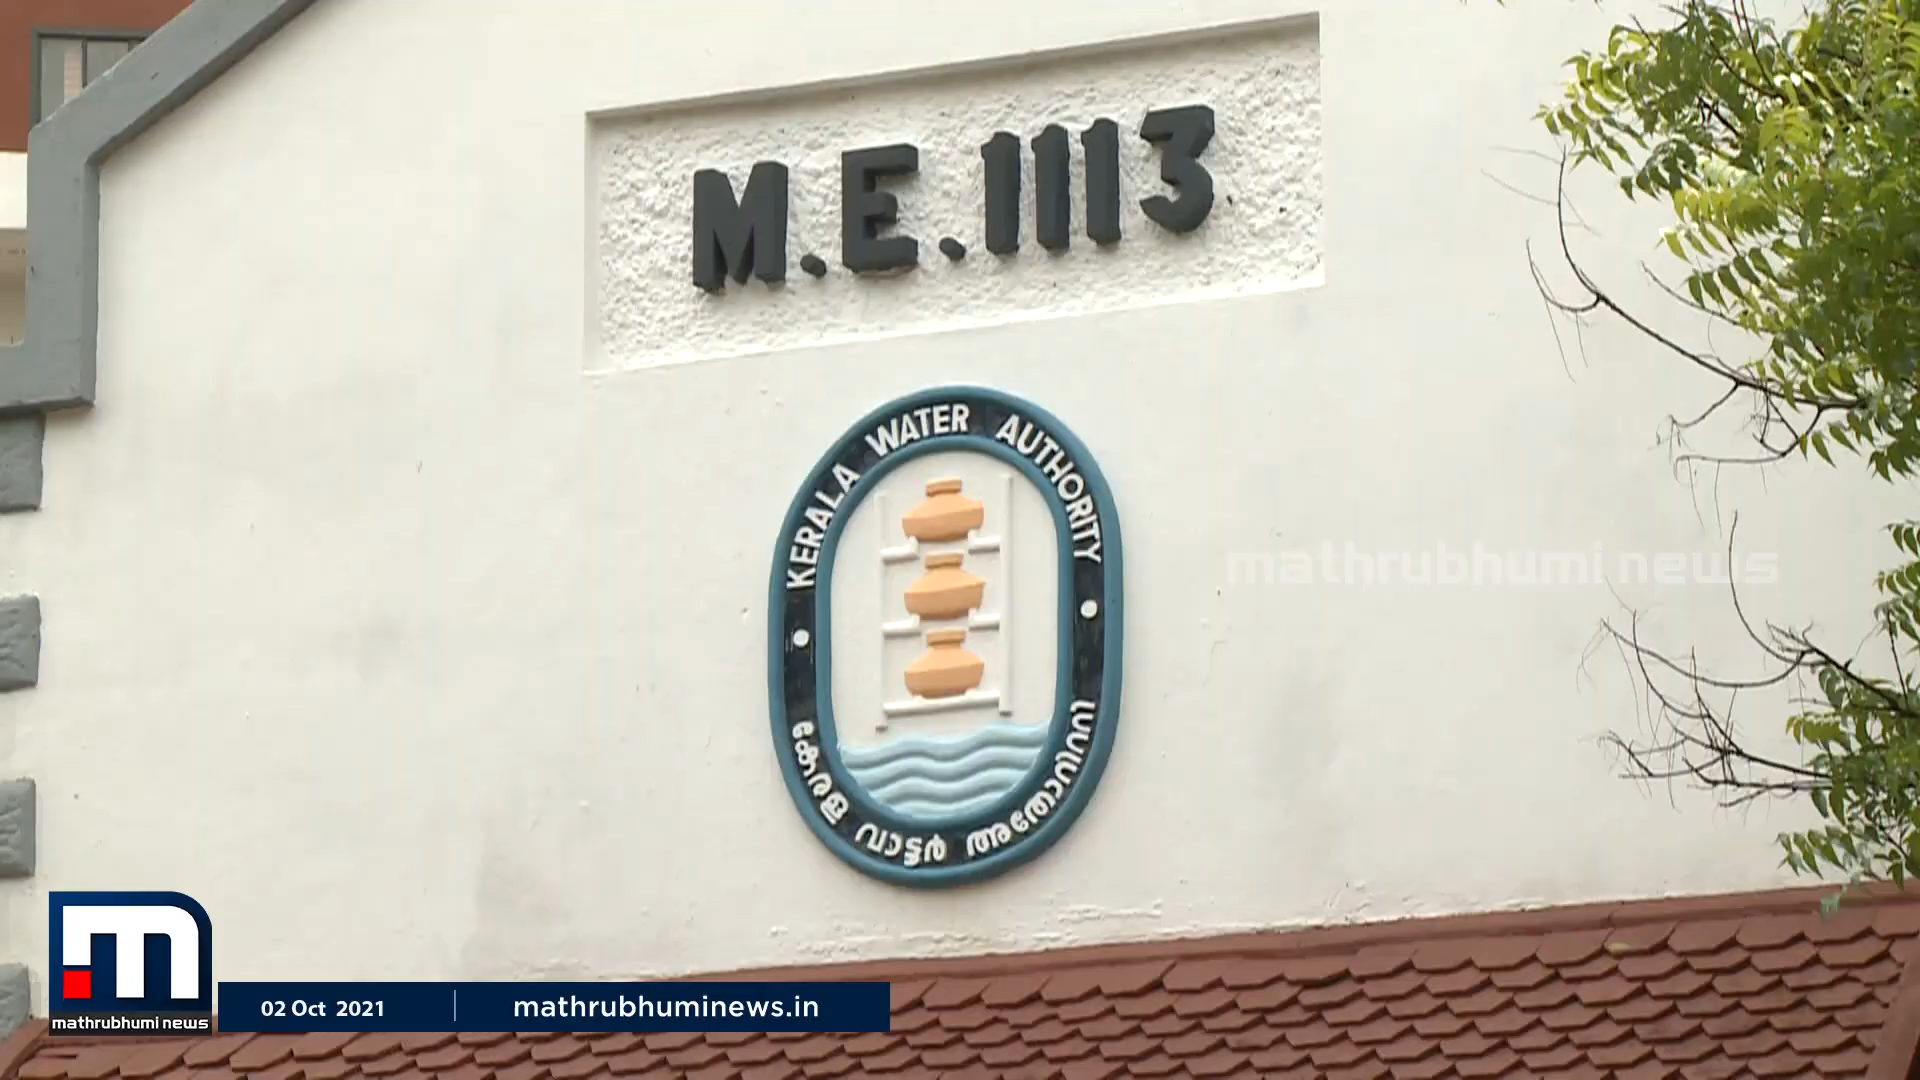 M.E.1113
KERALA WATER AUTHORITY
കേരള വാട്ടർ അതോറിറ്റി
mathrubhumi news
mathrubhumi news
02 Oct 2021
mathrubhuminews.in